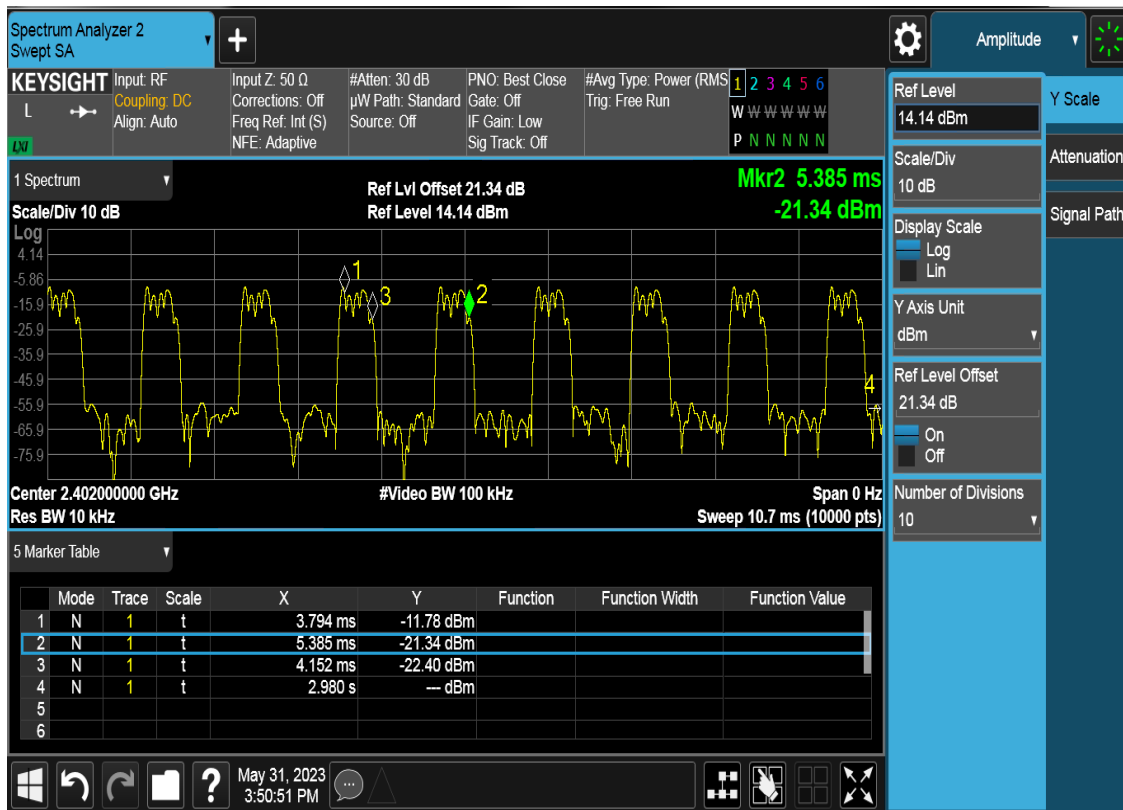 Spectrum Analyzer 2
Swept SA
+
Amplitude
KEYSIGHT
L
LXI
Input: RF
Coupling: DC
Align: Auto
Input Z: 50 Ω
Corrections: Off
Freq Ref: Int (S)
NFE: Adaptive
#Atten: 30 dB
µW Path: Standard
Source: Off
PNO: Best Close
Gate: Off
IF Gain: Low
Sig Track: Off
#Avg Type: Power (RMS
Trig: Free Run
1 2 3 4 5 6
W W W W W W
P N N N N N
1 Spectrum
Scale/Div 10 dB
Ref Lvl Offset 21.34 dB
Ref Level 14.14 dBm
Mkr2 5.385 ms
-21.34 dBm
Log
4.14
-5.86
-15.9
-25.9
-35.9
-45.9
-55.9
-65.9
-75.9
1
3
2
4
Center 2.402000000 GHz
#Video BW 100 kHz
Span 0 Hz
Res BW 10 kHz
Sweep 10.7 ms (10000 pts)
5 Marker Table
Mode Trace Scale X Y Function Function Width Function Value
1 N 1 t 3.794 ms -11.78 dBm
2 N 1 t 5.385 ms -21.34 dBm
3 N 1 t 4.152 ms -22.40 dBm
4 N 1 t 2.980 s --- dBm
5
6
Ref Level
14.14 dBm
Scale/Div
10 dB
Display Scale
Log
Lin
Y Axis Unit
dBm
Ref Level Offset
21.34 dB
On
Off
Number of Divisions
10
Y Scale
Attenuation
Signal Path
?
May 31, 2023
3:50:51 PM